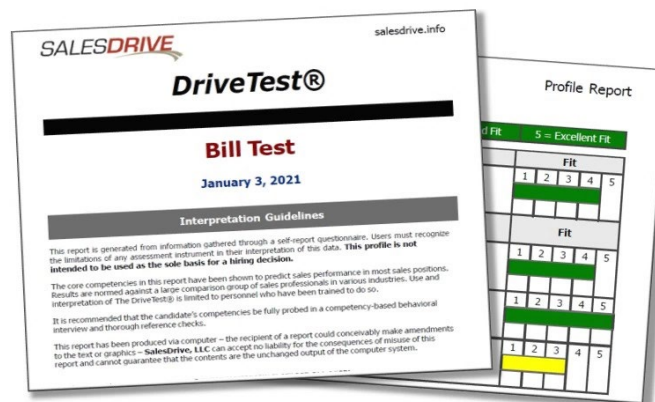 SALESDRIVE
salesdrive.info
DriveTest®
Bill Test
January 3, 2021
Interpretation Guidelines
This report is generated from information gathered through a self-report questionnaire. Users must recognize
the limitations of any assessment instrument in their interpretation of this data. This profile is not
intended to be used as the sole basis for a hiring decision.
The core competencies in this report have been shown to predict sales performance in most sales positions.
Results are normed against a large comparison group of sales professionals in various industries. Use and
interpretation of The DriveTest® is limited to personnel who have been trained to do so.
It is recommended that the candidate's competencies be fully probed in a competency-based behavioral
interview and thorough reference checks.
This report has been produced via computer – the recipient of a report could conceivably make amendments
to the text or graphics – SalesDrive, LLC can accept no liability for the consequences of misuse of this
report and cannot guarantee that the contents are the unchanged output of the computer system.
Profile Report
Fit
5 = Excellent Fit
Fit
1 2 3 4 5
Fit
1 2 3 4 5
1 2 3 4 5
1 2 3 4 5